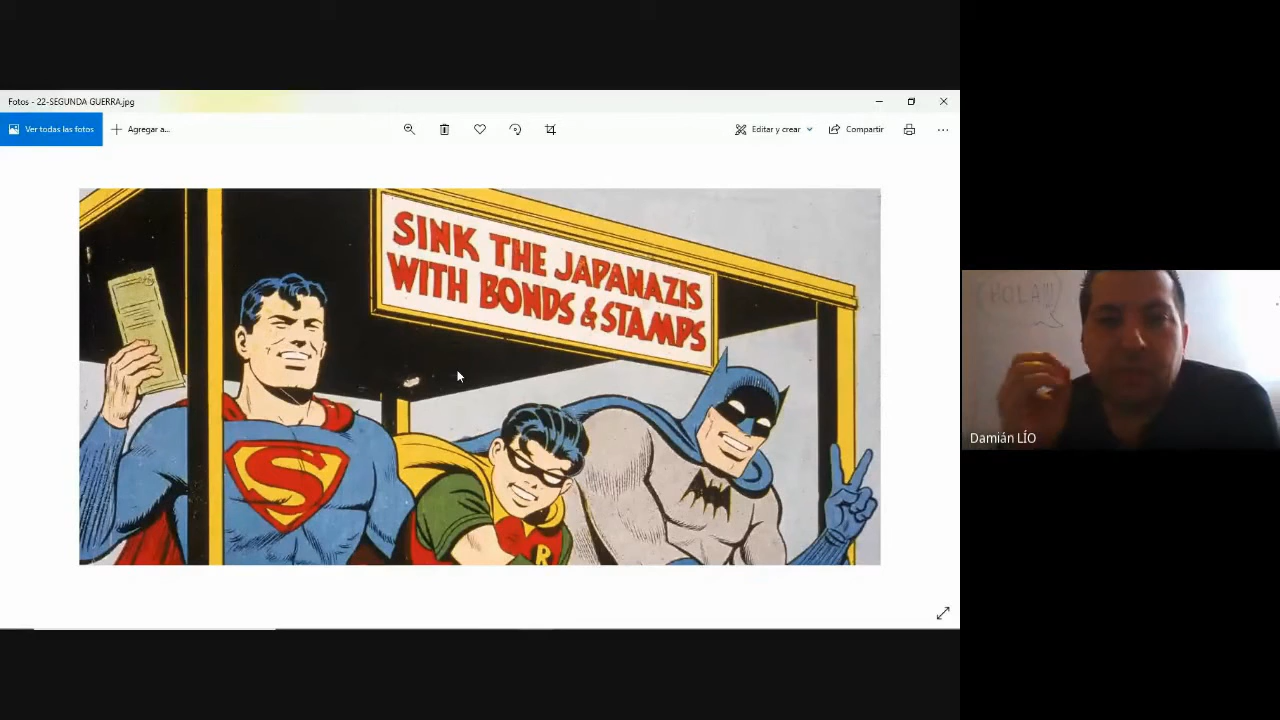 Fotos - 22-SEGUNDA GUERRA.jpg
Ver todas las fotos
Agregar a...
Editar y crear
Compartir
SINK THE JAPANAZIS
WITH BONDS & STAMPS
S
R
HOLA!!!
Damián LÍO